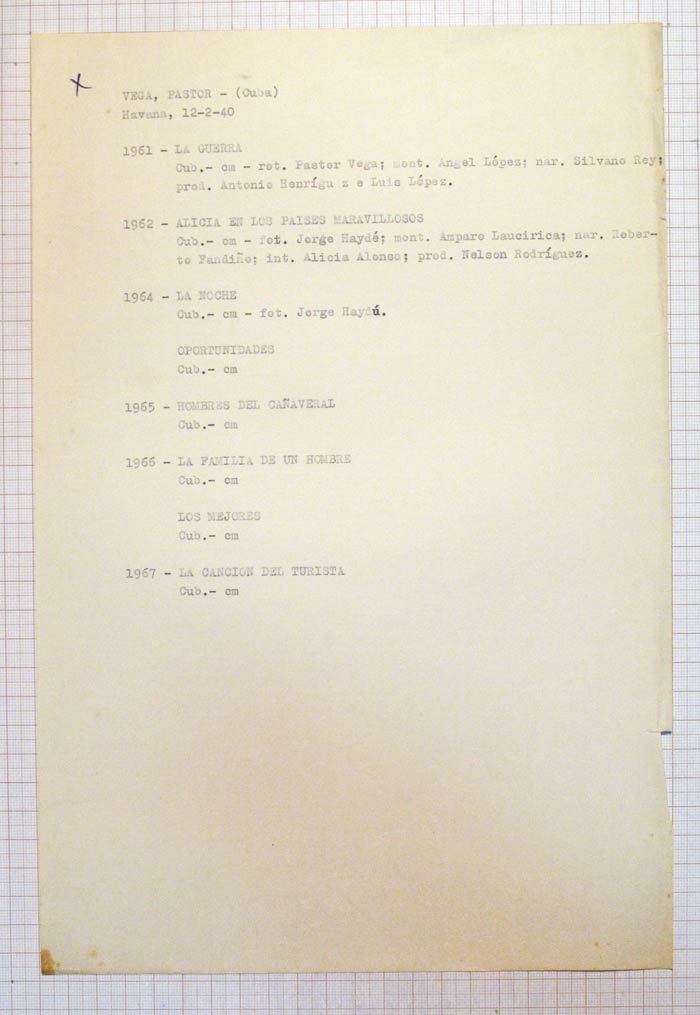 X
VEGA, PASTOR - (Cuba)
Havana, 12-2-40
1961 - LA GUERRA
Cub.- cm - rot. Pastor Vega; mont. Angel López; nar. Silvano Rey;
prod. Antonio Henrígu z e Luis López.
1962 - ALICIA EN LOS PAISES MARAVILLOSOS
Cub.- cm - fot. Jorge Haydé; mont. Amparo Laucirica; nar. Rober-
to Fandiño; int. Alicia Alonso; prod. Nelson Rodríguez.
1964 - LA NOCHE
Cub.- cm - fot. Jorge Haydú.
OPORTUNIDADES
Cub.- cm
1965 - HOMBRES DEL CAÑAVERAL
Cub.- cm
1966 - LA FAMILIA DE UN HOMBRE
Cub.- cm
LOS MEJORES
Cub.- cm
1967 - LA CANCION DEL TURISTA
Cub.- cm